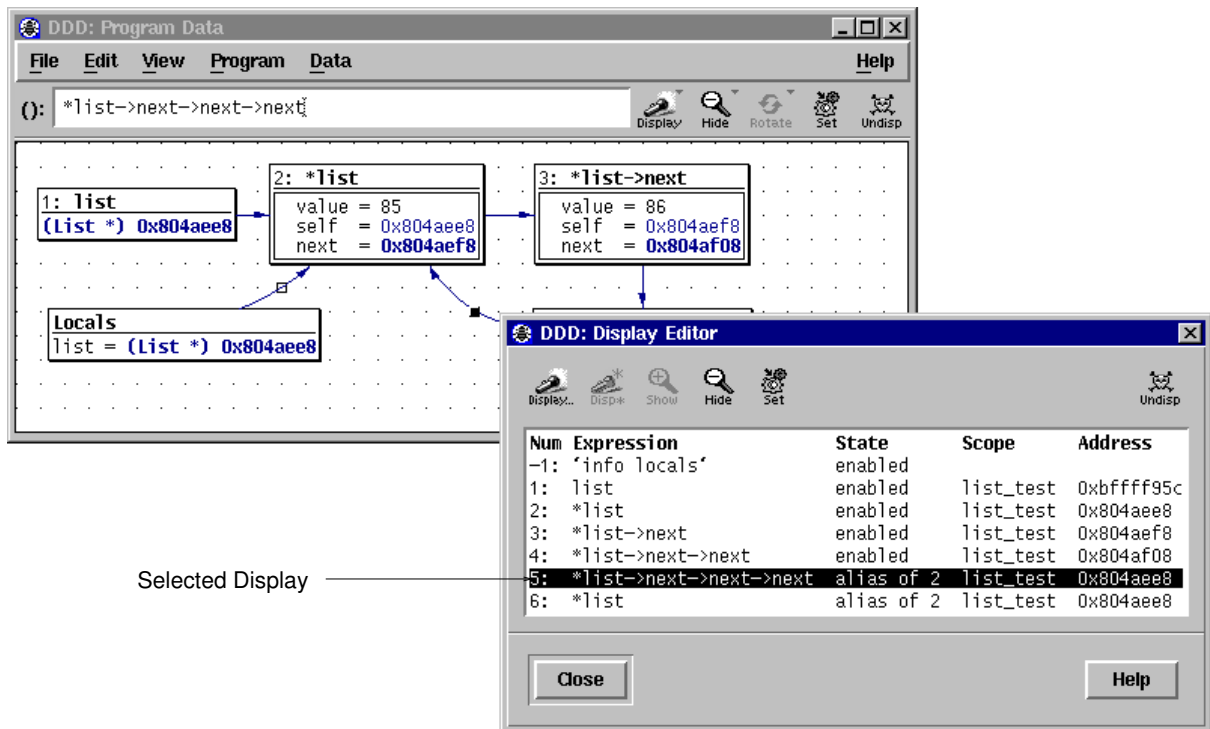 DDD: Program Data
File Edit View Program Data Help
(): *list->next->next->next
Display Hide Rotate Set Undisp
1: list
(List *) 0x804aee8
2: *list
value = 85
self = 0x804aee8
next = 0x804aef8
3: *list->next
value = 86
self = 0x804aef8
next = 0x804af08
Locals
list = (List *) 0x804aee8
DDD: Display Editor
Display... Disp* Show Hide Set Undisp
Num Expression State Scope Address
-1: ‘info locals‘ enabled
1: list enabled list_test 0xbffff95c
2: *list enabled list_test 0x804aee8
3: *list->next enabled list_test 0x804aef8
4: *list->next->next enabled list_test 0x804af08
5: *list->next->next->next alias of 2 list_test 0x804aee8
6: *list alias of 2 list_test 0x804aee8
Selected Display
Close Help